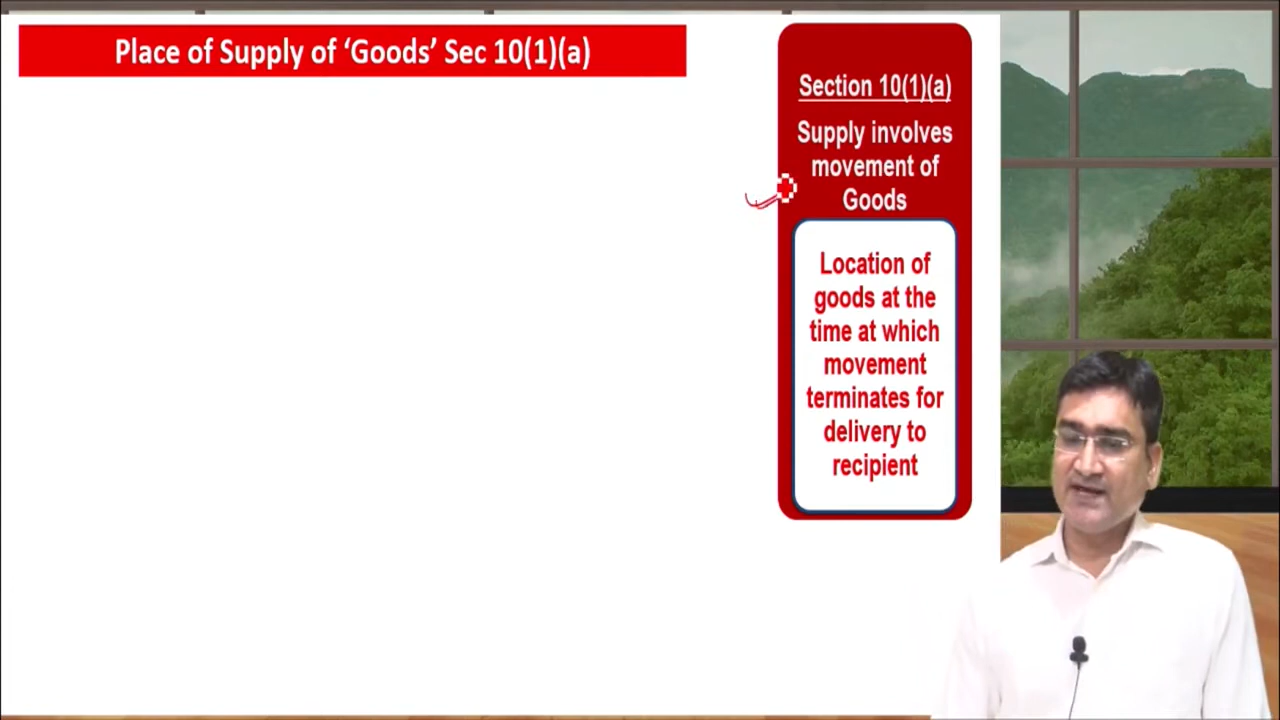 Place of Supply of ‘Goods’ Sec 10(1)(a)
Section 10(1)(a)
Supply involves
movement of
Goods
Location of
goods at the
time at which
movement
terminates for
delivery to
recipient